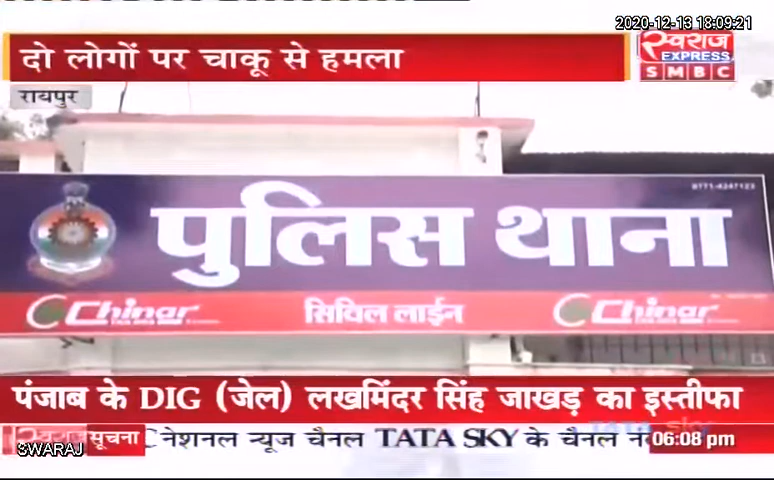 2020-12-13 18:09:21
दो लोगों पर चाकू से हमला
स्वराज
EXPRESS
SMBC
रायपुर
0771-4247123
पुलिस थाना
Chinar
सिविल लाईन
Chinar
पंजाब के DIG (जेल) लखमिंदर सिंह जाखड़ का इस्तीफा
स्वराज सूचना
SWARAJ
नेशनल न्यूज चैनल TATA SKY के चैनल
06:08 pm